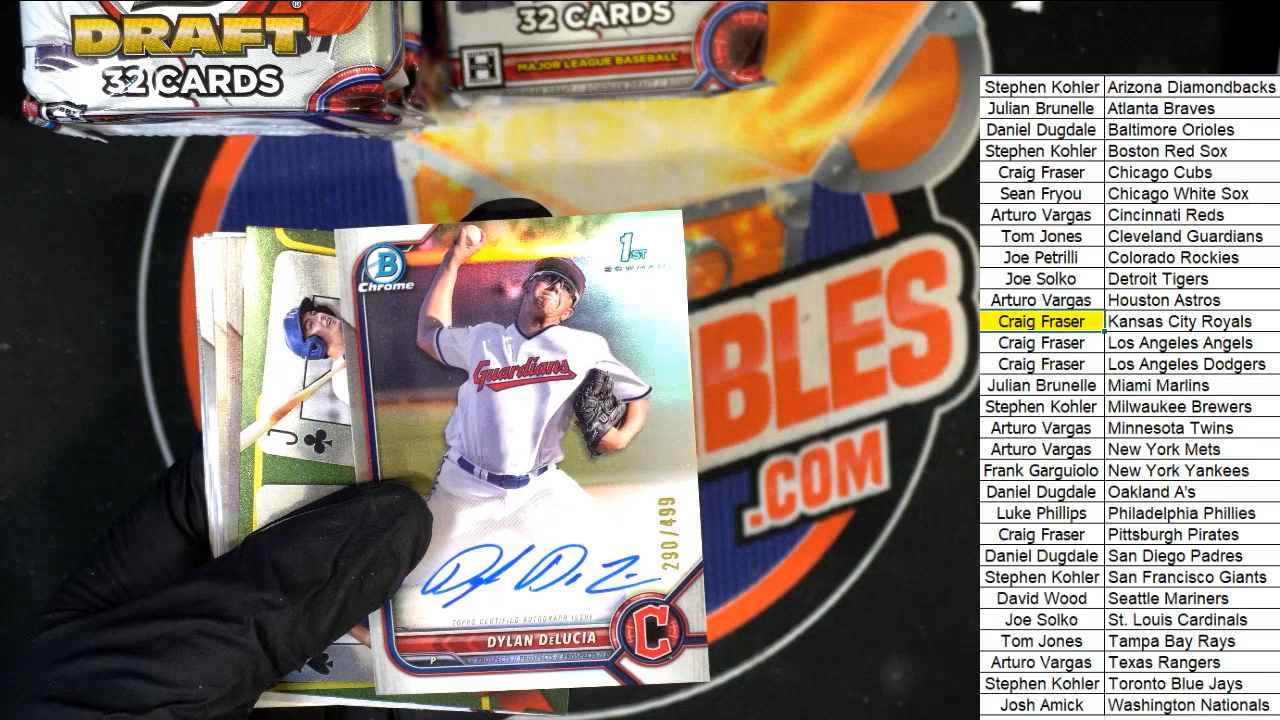 DRAFT
32 CARDS
32 CARDS
MAJOR LEAGUE BASEBALL
BLES
.COM
B
Chrome
1ST
BOWMAN
Guardians
290/499
TOPPS CERTIFIED AUTOGRAPH ISSUE
DYLAN DeLUCIA
P // PROSPECTS // PROSPECTS // PROSPECTS
C
J
Stephen Kohler Arizona Diamondbacks
Julian Brunelle Atlanta Braves
Daniel Dugdale Baltimore Orioles
Stephen Kohler Boston Red Sox
Craig Fraser Chicago Cubs
Sean Fryou Chicago White Sox
Arturo Vargas Cincinnati Reds
Tom Jones Cleveland Guardians
Joe Petrilli Colorado Rockies
Joe Solko Detroit Tigers
Arturo Vargas Houston Astros
Craig Fraser Kansas City Royals
Craig Fraser Los Angeles Angels
Craig Fraser Los Angeles Dodgers
Julian Brunelle Miami Marlins
Stephen Kohler Milwaukee Brewers
Arturo Vargas Minnesota Twins
Arturo Vargas New York Mets
Frank Garguiolo New York Yankees
Daniel Dugdale Oakland A's
Luke Phillips Philadelphia Phillies
Craig Fraser Pittsburgh Pirates
Daniel Dugdale San Diego Padres
Stephen Kohler San Francisco Giants
David Wood Seattle Mariners
Joe Solko St. Louis Cardinals
Tom Jones Tampa Bay Rays
Arturo Vargas Texas Rangers
Stephen Kohler Toronto Blue Jays
Josh Amick Washington Nationals